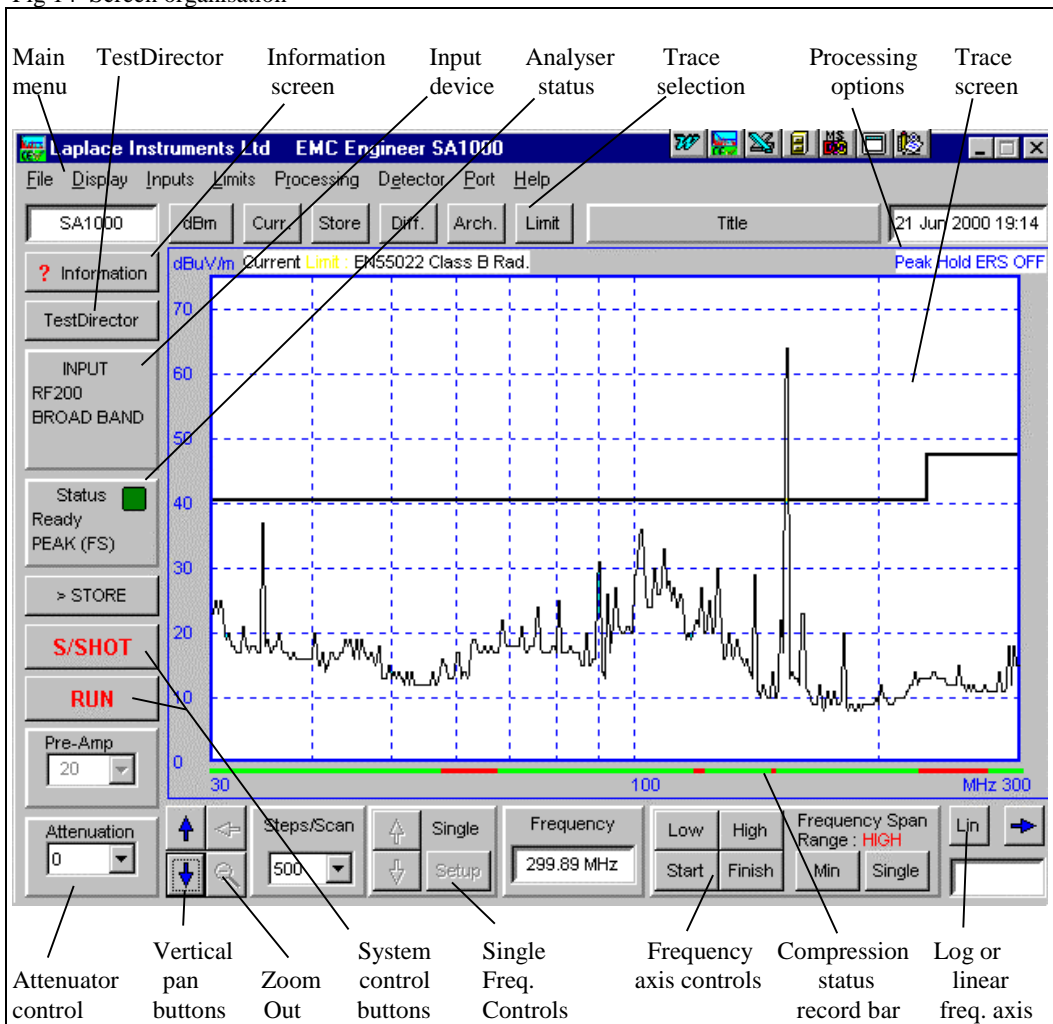 Fig 14 Screen organisation
Main menu
TestDirector
Information screen
Input device
Analyser status
Trace selection
Processing options
Trace screen
Laplace Instruments Ltd EMC Engineer SA1000
File Display Inputs Limits Processing Detector Port Help
SA1000
dBm
Curr.
Store
Diff.
Arch.
Limit
Title
21 Jun 2000 19:14
? Information
TestDirector
INPUT
RF200
BROAD BAND
Status
Ready
PEAK (FS)
> STORE
S/SHOT
RUN
Pre-Amp
20
Attenuation
0
dBuV/m Current Limit : EN55022 Class B Rad.
Peak Hold ERS OFF
70
60
50
40
30
20
10
0
30
100
MHz 300
Steps/Scan
500
Single
Setup
Frequency
299.89 MHz
Low
High
Start
Finish
Frequency Span
Range : HIGH
Min
Single
Lin
Attenuator control
Vertical pan buttons
Zoom Out
System control buttons
Single Freq. Controls
Frequency axis controls
Compression status record bar
Log or linear freq. axis